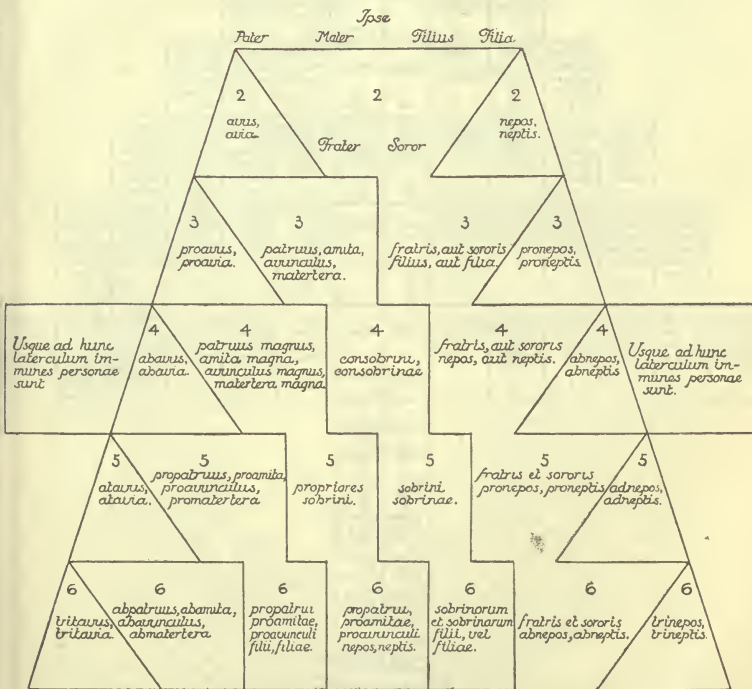 Ipse
Pater Mater Filius Filia
2
avus,
avia.
2
Frater Soror
2
nepos,
neptis.
3
proavus,
proavia.
3
patruus, amita,
avunculus,
matertera.
3
fratris, aut sororis
filius, aut filia.
3
pronepos,
proneptis.
Usque ad hunc
laterculum im-
munes personae
sunt
4
abavus,
abavia.
4
patruus magnus,
amita magna,
avunculus magnus,
matertera magna.
4
consobrini,
consobrinae.
4
fratris, aut sororis
nepos, aut neptis.
4
abnepos,
abneptis
Usque ad hunc
laterculum im-
munes personae
sunt.
5
atavus,
atavia.
5
propatruus, proamita,
proavunculus,
promatertera
5
propriores
sobrini.
5
sobrini
sobrinae.
5
fratris et sororis
pronepos, proneptis
5
adnepos,
adneptis.
6
tritavus,
tritavia.
6
abpatruus, abamita,
abavunculus,
abmatertera.
6
propatrui
proamitae,
proavunculi
filii, filiae.
6
propatrui,
proamitae,
proavunculi
nepos, neptis.
6
sobrinorum
et sobrinarum
filii, vel
filiae.
6
fratris et sororis
abnepos, abneptis.
6
trinepos,
trineptis.